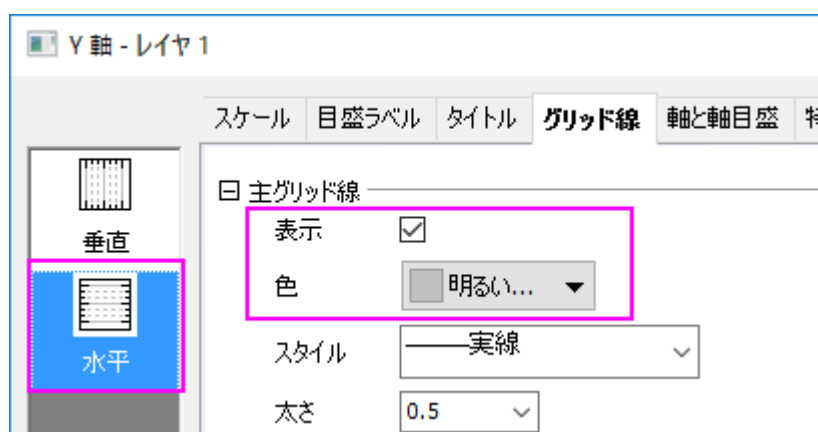 Y 軸 - レイヤ 1
スケール 目盛ラベル タイトル グリッド線 軸と軸目盛
垂直
水平
主グリッド線
表示
色 明るい...
スタイル 実線
太さ 0.5